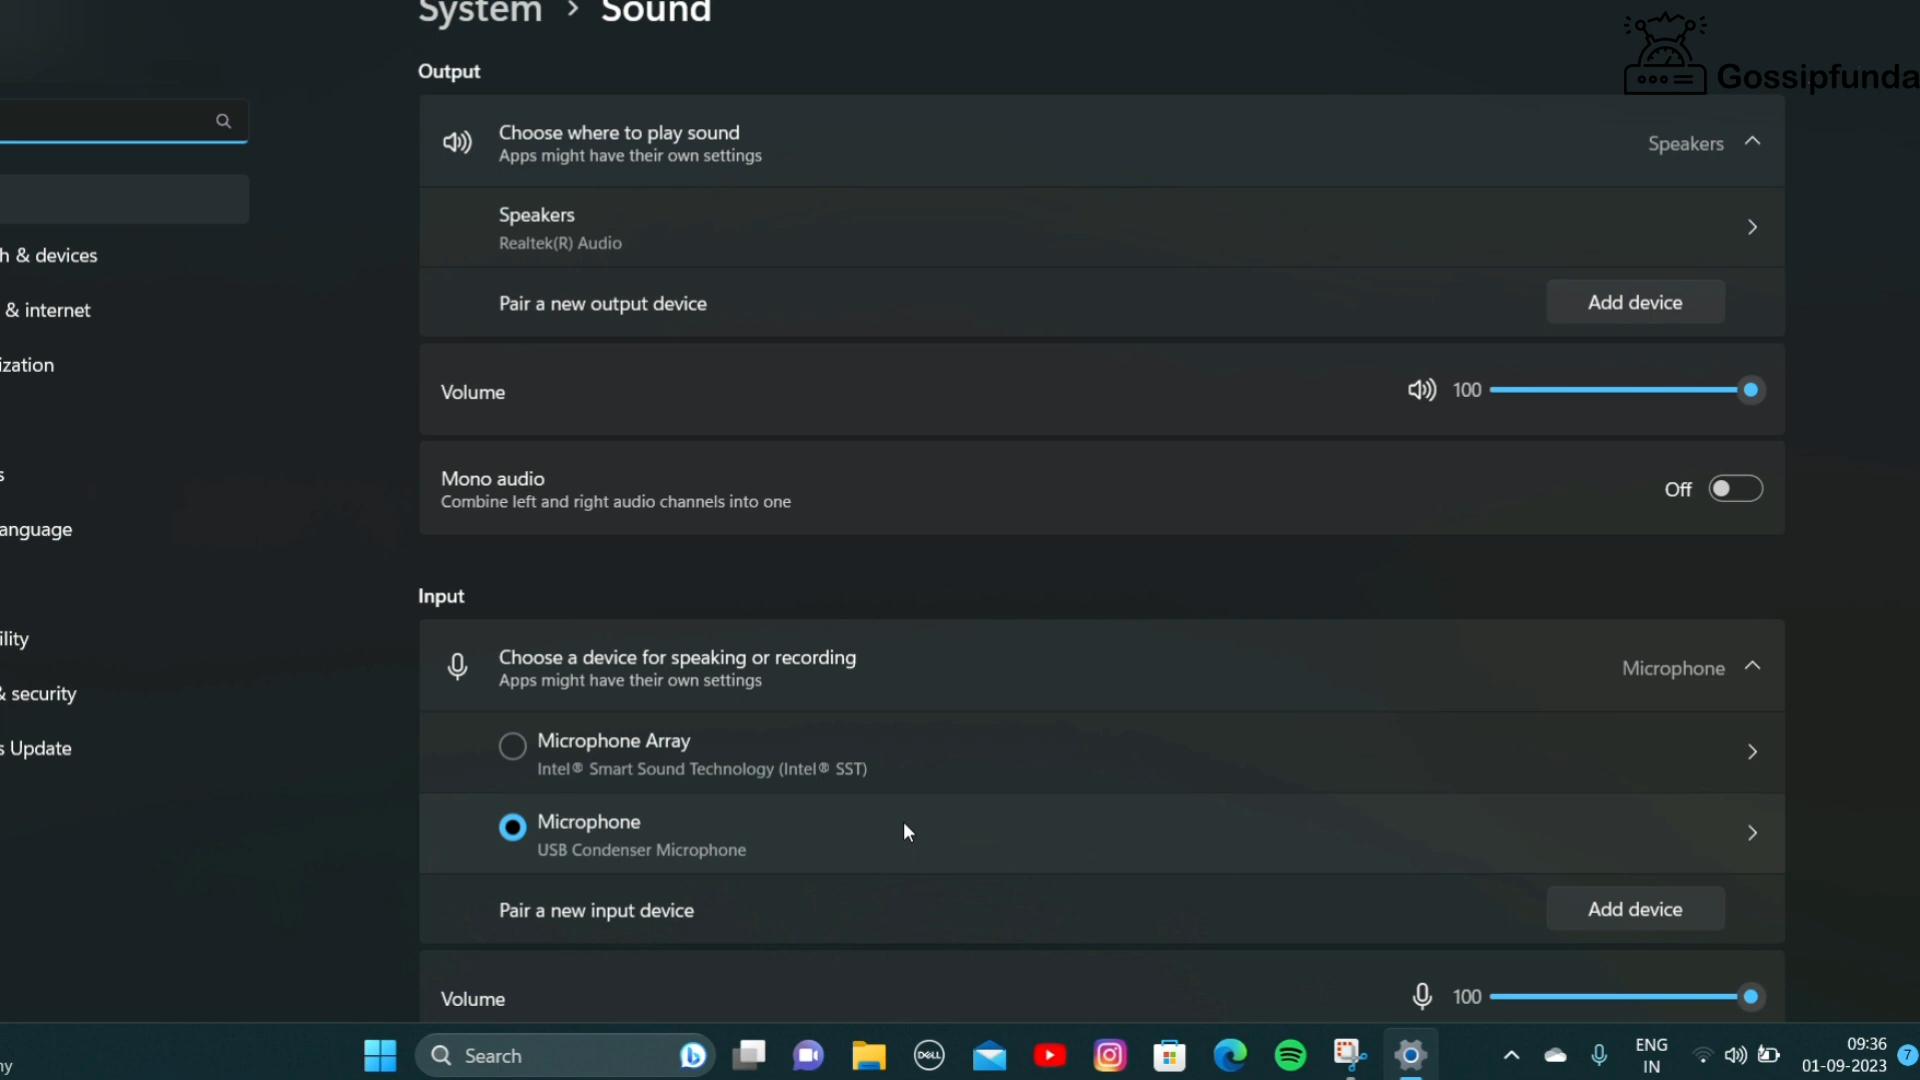 System > Sound
Gossipfunda
Output
Choose where to play sound
Apps might have their own settings
Speakers
Speakers
Realtek(R) Audio
Pair a new output device
Add device
Volume
100
Mono audio
Combine left and right audio channels into one
Off
Input
Choose a device for speaking or recording
Apps might have their own settings
Microphone
Microphone Array
Intel® Smart Sound Technology (Intel® SST)
Microphone
USB Condenser Microphone
Pair a new input device
Add device
Volume
100
h & devices
& internet
ization
s
anguage
ility
& security
s Update
ny
Search
DELL
ENG
IN
09:36
01-09-2023
7